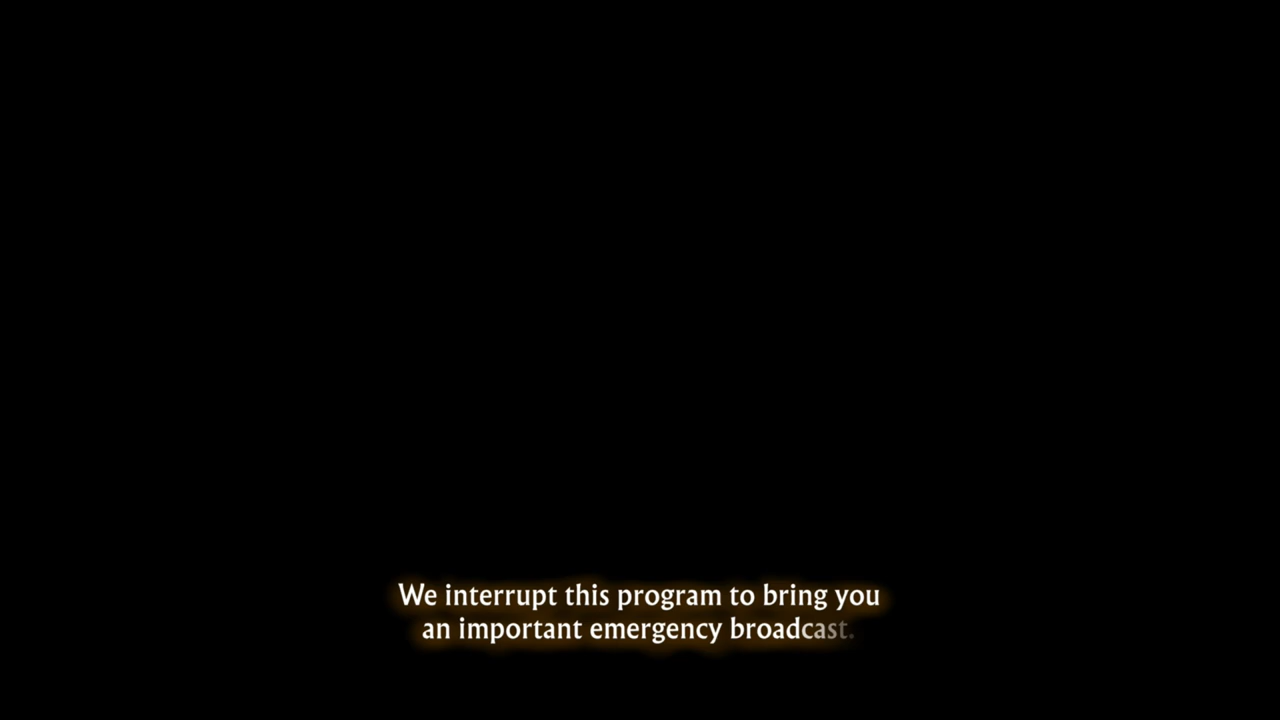 We interrupt this program to bring you
an important emergency broadcast.